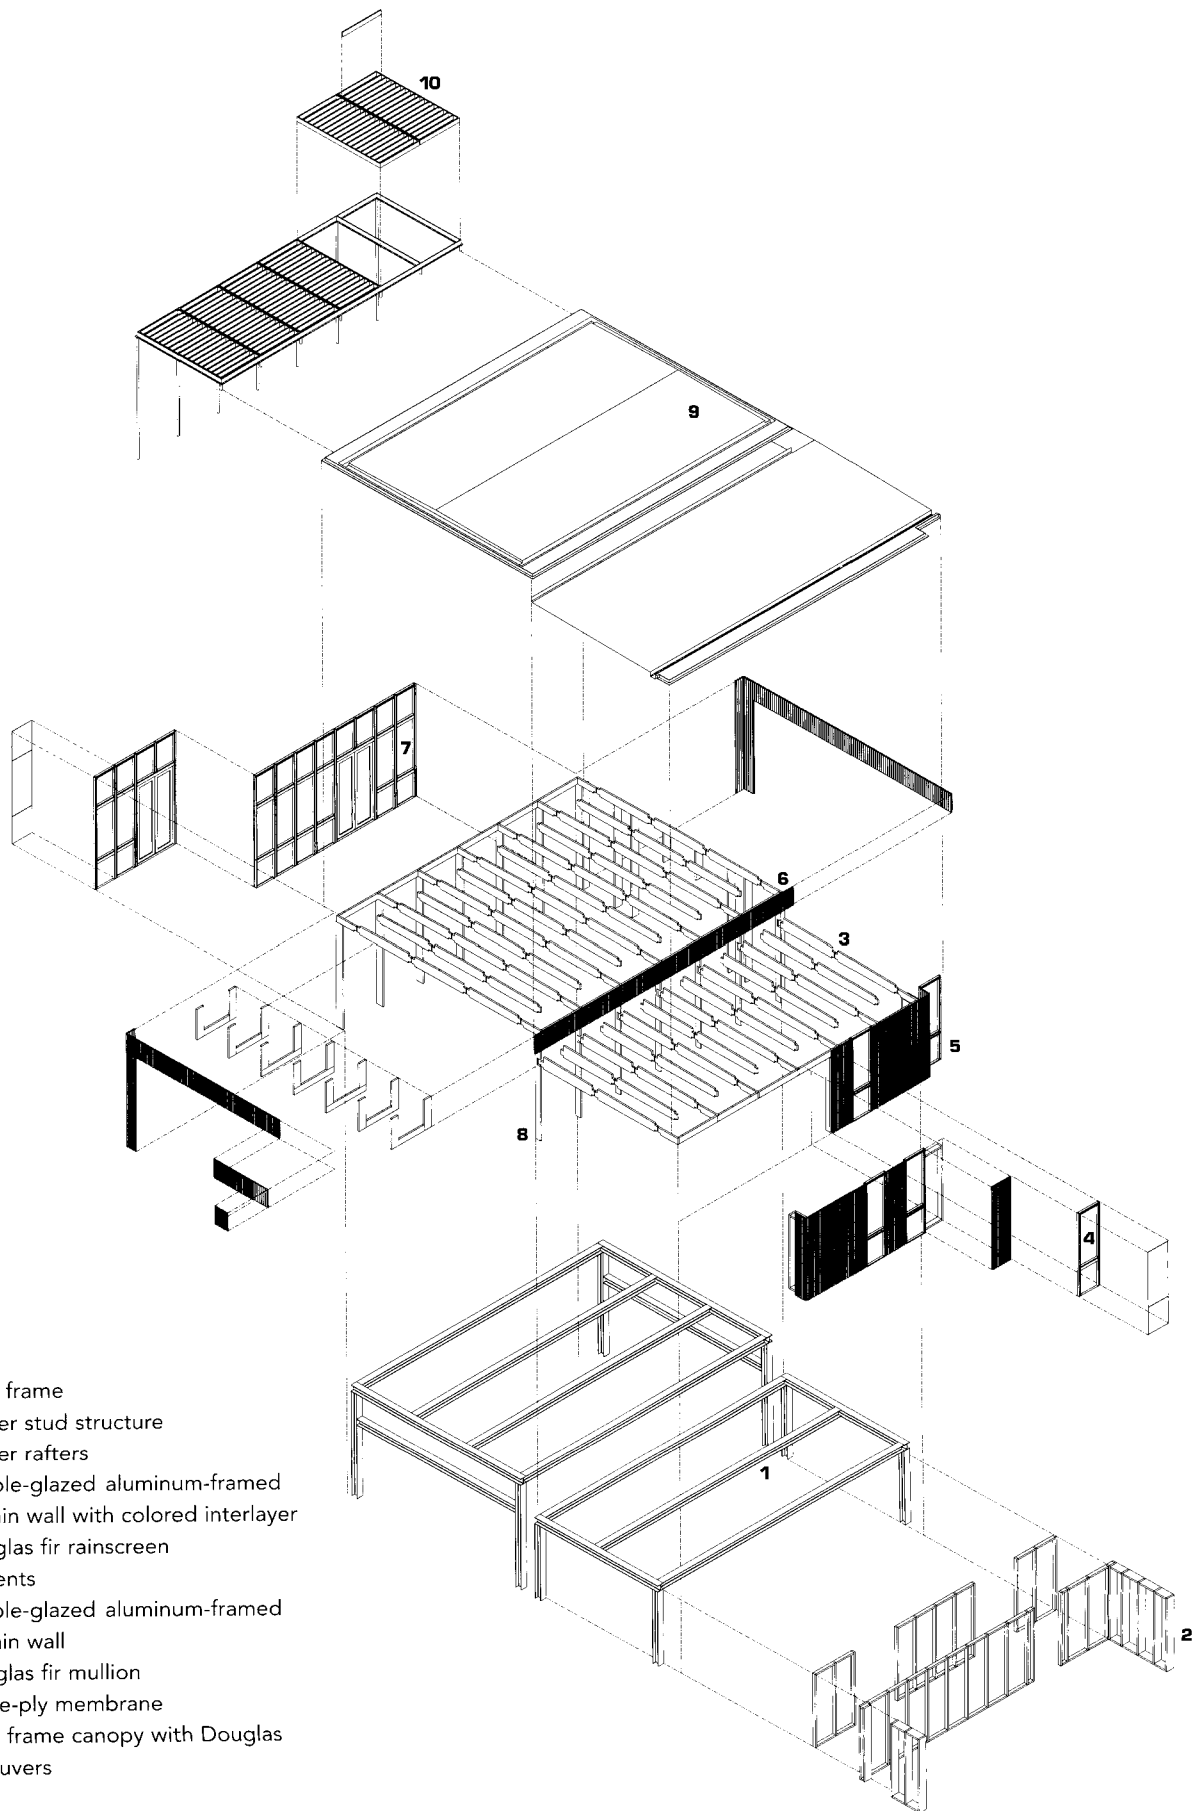 10
9
7
6
3
5
8
4
1
2
frame
er stud structure
er rafters
ole-glazed aluminum-framed
in wall with colored interlayer
glas fir rainscreen
ents
ole-glazed aluminum-framed
in wall
glas fir mullion
e-ply membrane
frame canopy with Douglas
uvers